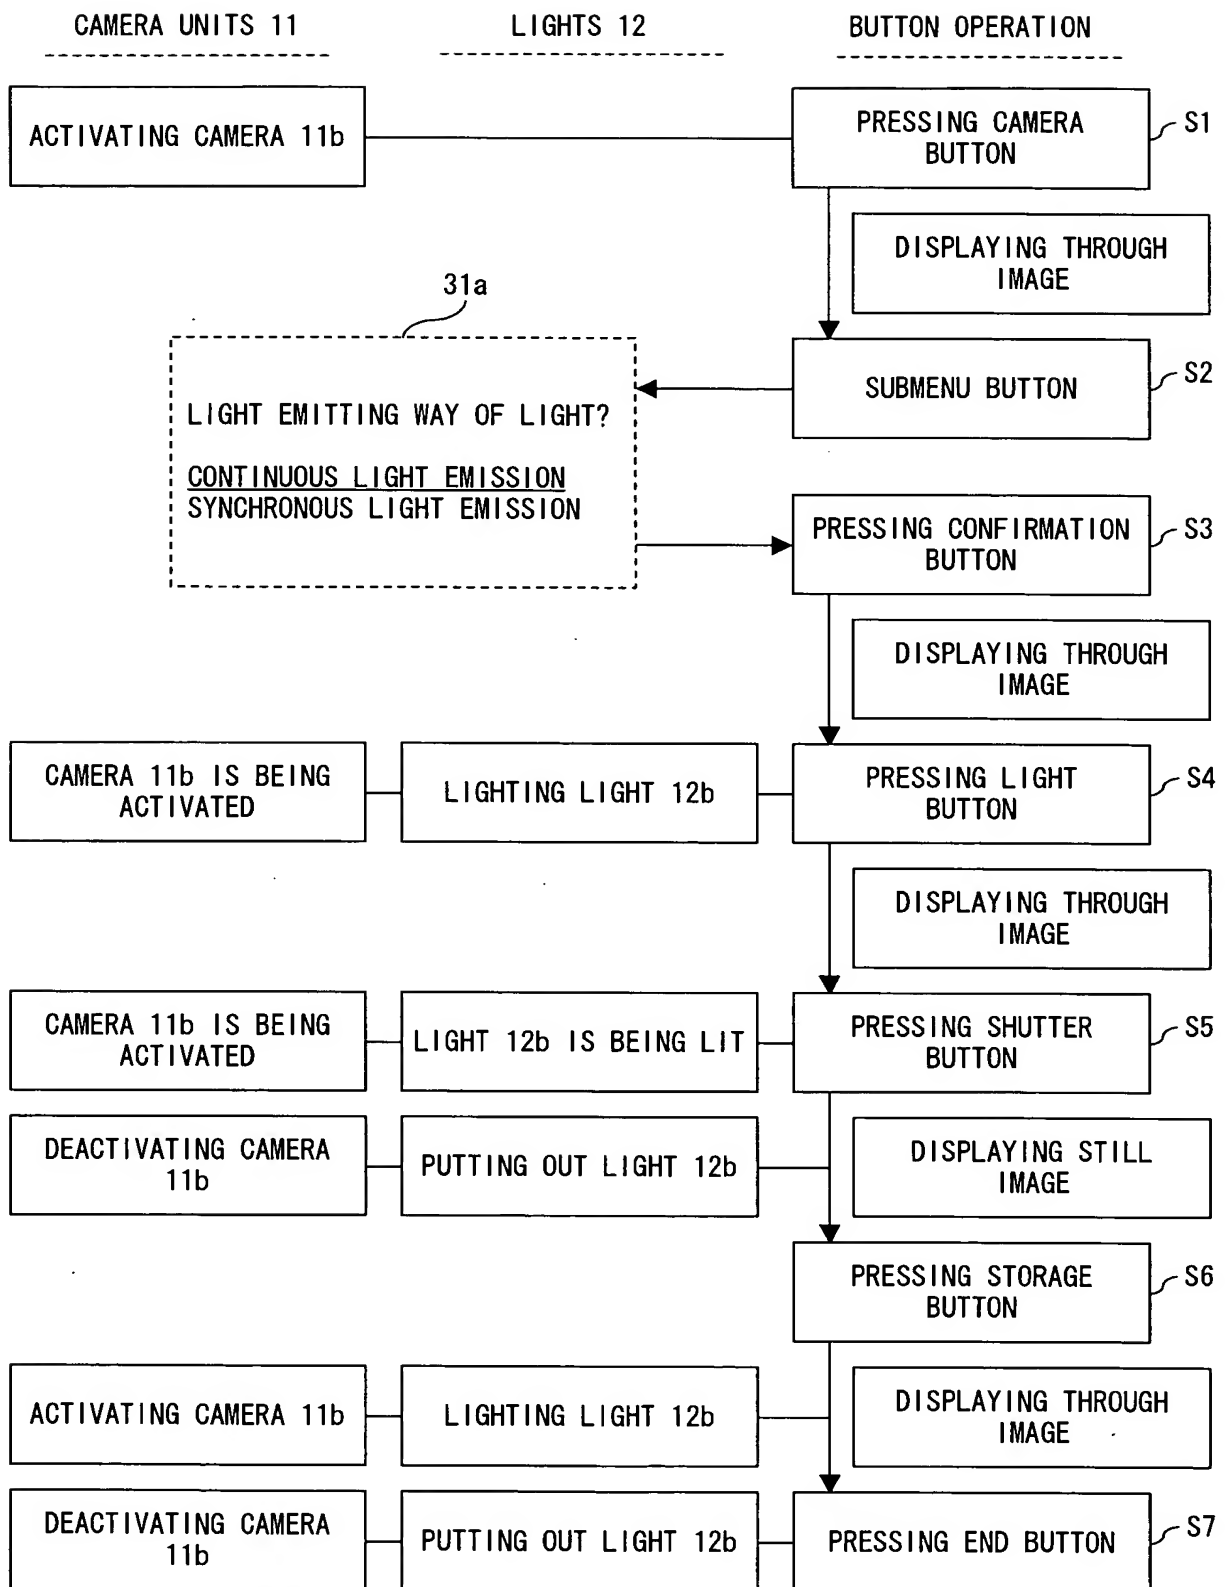 CAMERA UNITS 11
LIGHTS 12
BUTTON OPERATION
ACTIVATING CAMERA 11b
PRESSING CAMERA
BUTTON
S1
DISPLAYING THROUGH
IMAGE
31a
LIGHT EMITTING WAY OF LIGHT?
CONTINUOUS LIGHT EMISSION
SYNCHRONOUS LIGHT EMISSION
SUBMENU BUTTON
S2
PRESSING CONFIRMATION
BUTTON
S3
DISPLAYING THROUGH
IMAGE
CAMERA 11b IS BEING
ACTIVATED
LIGHTING LIGHT 12b
PRESSING LIGHT
BUTTON
S4
DISPLAYING THROUGH
IMAGE
CAMERA 11b IS BEING
ACTIVATED
LIGHT 12b IS BEING LIT
PRESSING SHUTTER
BUTTON
S5
DEACTIVATING CAMERA
11b
PUTTING OUT LIGHT 12b
DISPLAYING STILL
IMAGE
PRESSING STORAGE
BUTTON
S6
ACTIVATING CAMERA 11b
LIGHTING LIGHT 12b
DISPLAYING THROUGH
IMAGE
DEACTIVATING CAMERA
11b
PUTTING OUT LIGHT 12b
PRESSING END BUTTON
S7